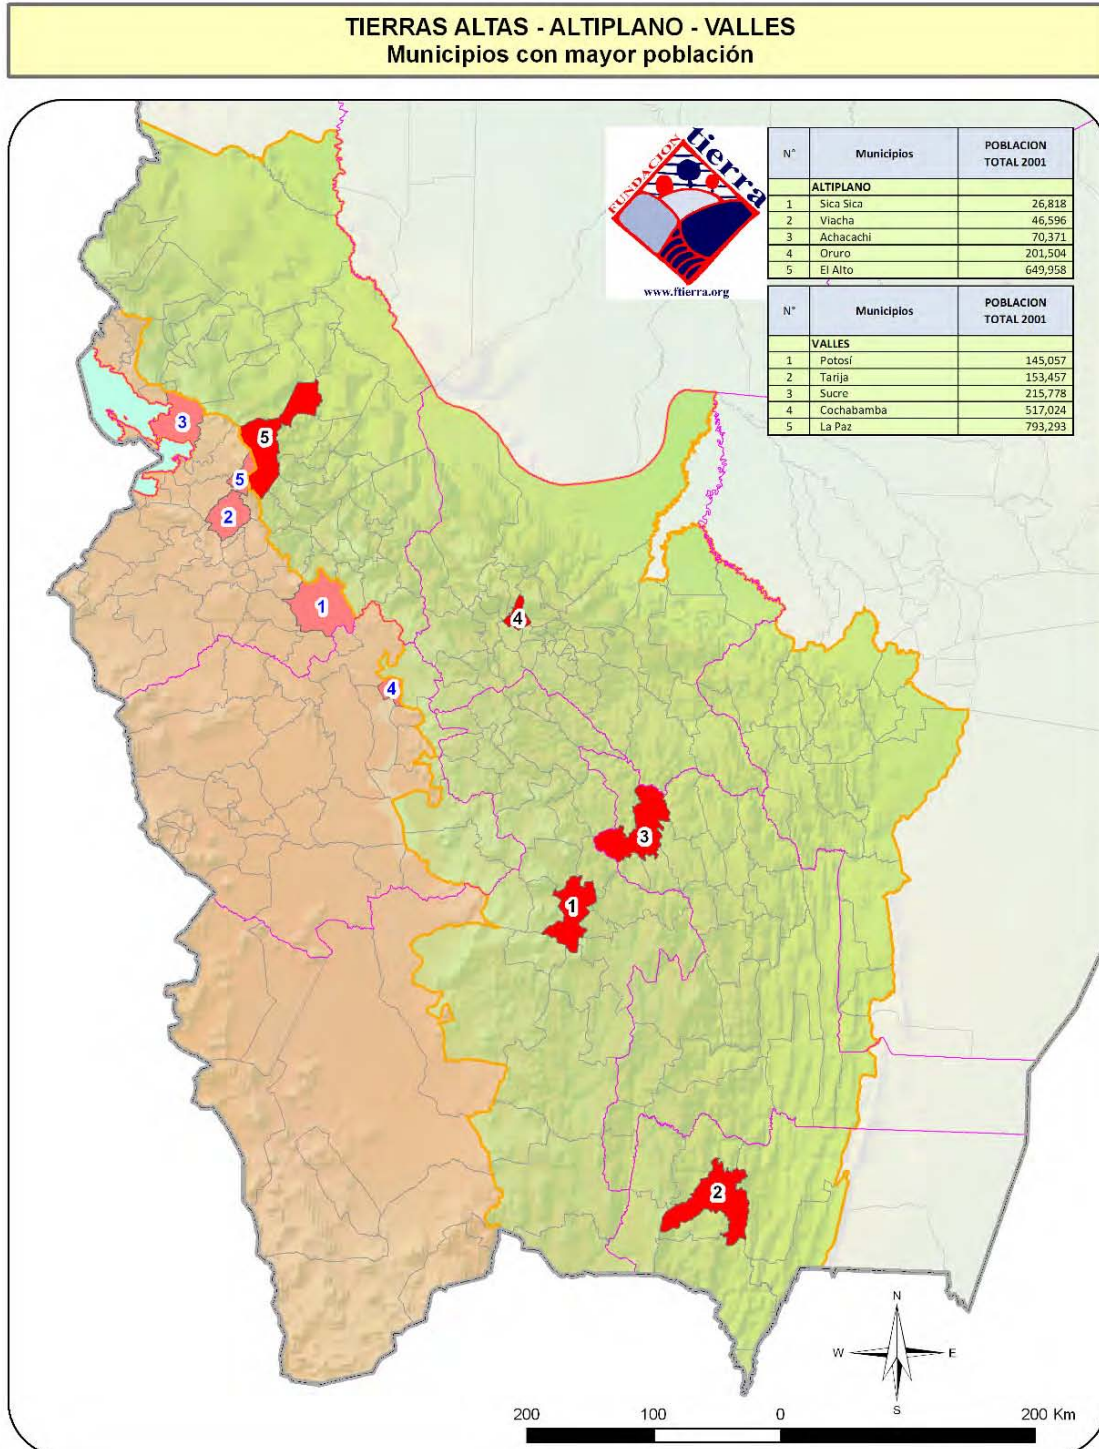 TIERRAS ALTAS - ALTIPLANO - VALLES
Municipios con mayor población
FUNDACION
tierra
www.ftierra.org
N° Municipios POBLACION TOTAL 2001
ALTIPLANO
1 Sica Sica 26,818
2 Viacha 46,596
3 Achacachi 70,371
4 Oruro 201,504
5 El Alto 649,958
N° Municipios POBLACION TOTAL 2001
VALLES
1 Potosí 145,057
2 Tarija 153,457
3 Sucre 215,778
4 Cochabamba 517,024
5 La Paz 793,293
3
5
5
2
1
4
4
3
1
2
N
W E
S
200 100 0 200 Km